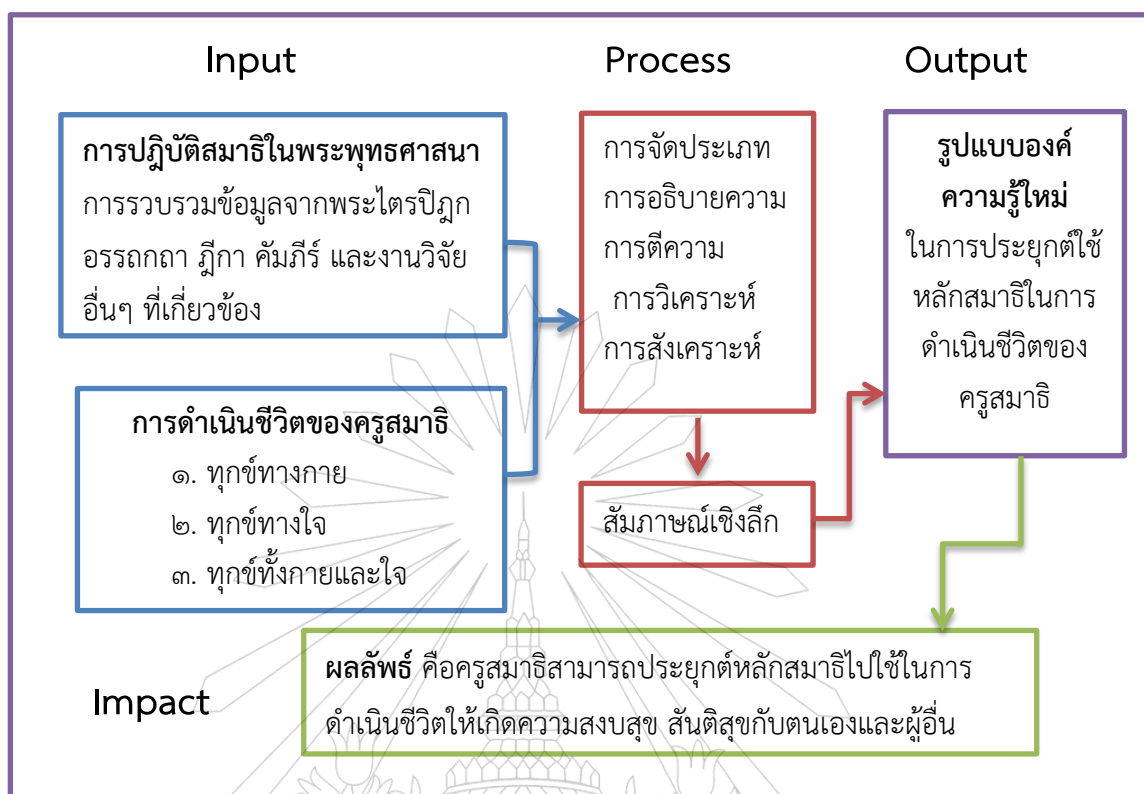 Input
Process
Output
การปฎิบัติสมาธิในพระพุทธศาสนา
การรวบรวมข้อมูลจากพระไตรปิฎก
อรรถกถา ฎีกา คัมภีร์ และงานวิจัย
อื่นๆ ที่เกี่ยวข้อง
การดำเนินชีวิตของครูสมาธิ
๑. ทุกข์ทางกาย
๒. ทุกข์ทางใจ
๓. ทุกข์ทั้งกายและใจ
การจัดประเภท
การอธิบายความ
การตีความ
การวิเคราะห์
การสังเคราะห์
สัมภาษณ์เชิงลึก
รูปแบบองค์
ความรู้ใหม่
ในการประยุกต์ใช้
หลักสมาธิในการ
ดำเนินชีวิตของ
ครูสมาธิ
Impact
ผลลัพธ์ คือครูสมาธิสามารถประยุกต์หลักสมาธิไปใช้ในการ
ดำเนินชีวิตให้เกิดความสงบสุข สันติสุขกับตนเองและผู้อื่น